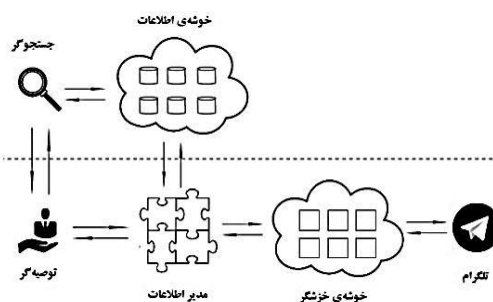 خوشه‌ی اطلاعات
جستجوگر
توصیه‌گر
مدیر اطلاعات
خوشه‌ی خزشگر
تلگرام